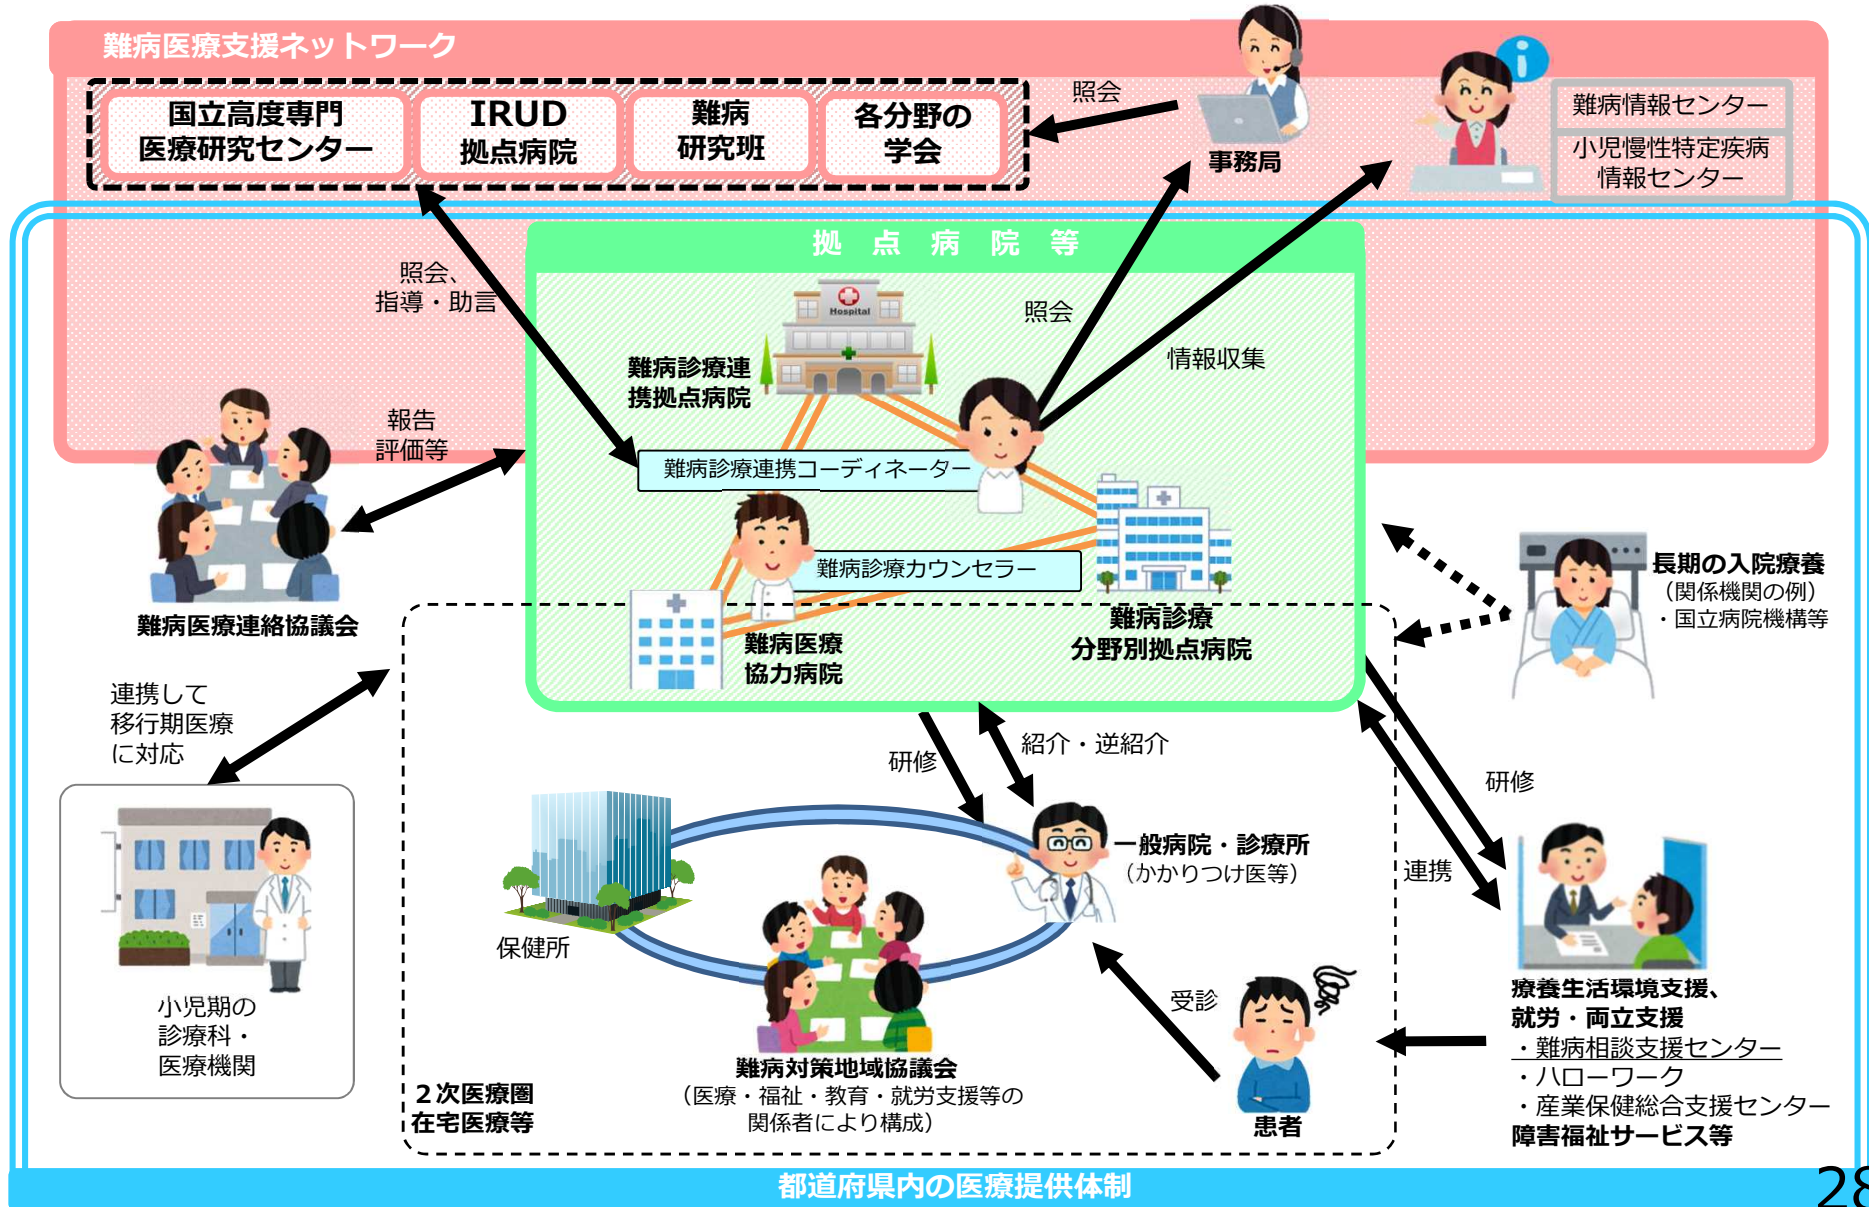 難病医療支援ネットワーク
国立高度専門
医療研究センター
IRUD
拠点病院
難病
研究班
各分野の
学会
照会
事務局
難病情報センター
小児慢性特定疾病
情報センター
拠点病院等
照会、
指導・助言
照会
情報収集
Hospital
難病診療連
携拠点病院
報告
評価等
難病診療連携コーディネーター
難病診療カウンセラー
難病医療連絡協議会
難病医療
協力病院
難病診療
分野別拠点病院
長期の入院療養
（関係機関の例）
・国立病院機構等
連携して
移行期医療
に対応
研修
紹介・逆紹介
研修
連携
一般病院・診療所
（かかりつけ医等）
保健所
受診
小児期の
診療科・
医療機関
難病対策地域協議会
（医療・福祉・教育・就労支援等の
関係者により構成）
２次医療圏
在宅医療等
患者
療養生活環境支援、
就労・両立支援
・難病相談支援センター
・ハローワーク
・産業保健総合支援センター
障害福祉サービス等
都道府県内の医療提供体制
28